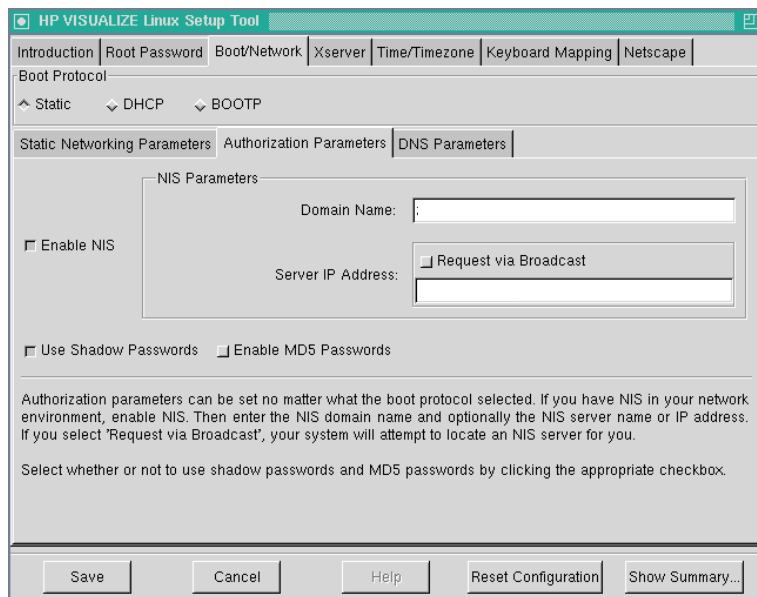 HP VISUALIZE Linux Setup Tool
Introduction Root Password Boot/Network Xserver Time/Timezone Keyboard Mapping Netscape
Boot Protocol
Static DHCP BOOTP
Static Networking Parameters Authorization Parameters DNS Parameters
NIS Parameters
Domain Name:
Enable NIS
Request via Broadcast
Server IP Address:
Use Shadow Passwords Enable MD5 Passwords
Authorization parameters can be set no matter what the boot protocol selected. If you have NIS in your network
environment, enable NIS. Then enter the NIS domain name and optionally the NIS server name or IP address.
If you select 'Request via Broadcast', your system will attempt to locate an NIS server for you.
Select whether or not to use shadow passwords and MD5 passwords by clicking the appropriate checkbox.
Save Cancel Help Reset Configuration Show Summary...